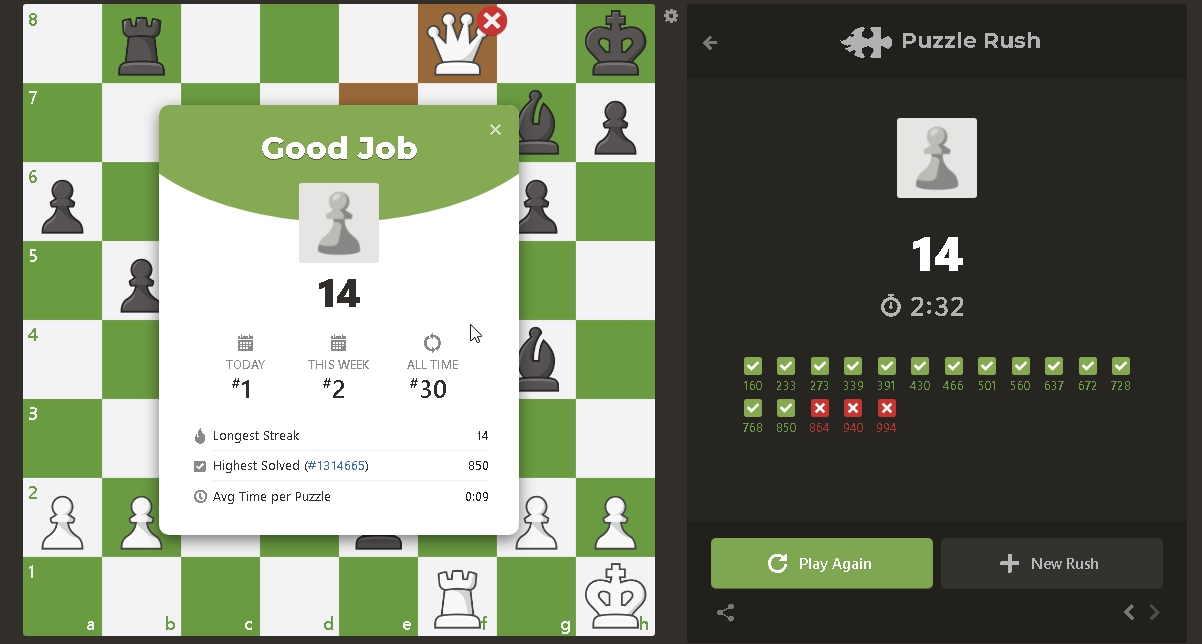 8
7
6
5
4
3
2
1
a b c d e f g h
Good Job
14
TODAY THIS WEEK ALL TIME
#1 #2 #30
Longest Streak 14
Highest Solved (#1314665) 850
Avg Time per Puzzle 0:09
Puzzle Rush
14
2:32
160 233 273 339 391 430 466 501 560 637 672 728
768 850 864 940 994
Play Again
New Rush